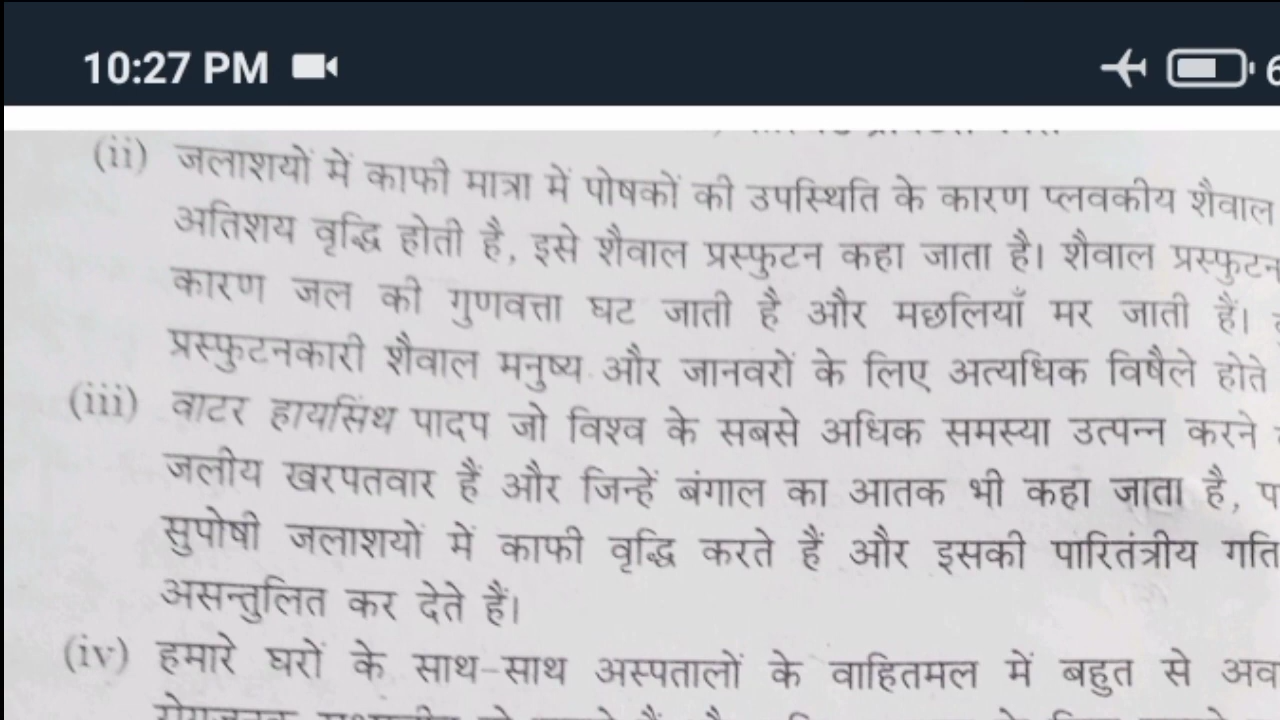 10:27 PM
(ii) जलाशयों में काफी मात्रा में पोषकों की उपस्थिति के कारण प्लवकीय शैवाल
अतिशय वृद्धि होती है, इसे शैवाल प्रस्फुटन कहा जाता है। शैवाल प्रस्फुटन
कारण जल की गुणवत्ता घट जाती है और मछलियाँ मर जाती हैं।
प्रस्फुटनकारी शैवाल मनुष्य और जानवरों के लिए अत्यधिक विषैले होते
(iii) वाटर हायसिंथ पादप जो विश्व के सबसे अधिक समस्या उत्पन्न करने
जलीय खरपतवार हैं और जिन्हें बंगाल का आतक भी कहा जाता है,
सुपोषी जलाशयों में काफी वृद्धि करते हैं और इसकी पारितंत्रीय गति
असन्तुलित कर देते हैं।
(iv) हमारे घरों के साथ-साथ अस्पतालों के वाहितमल में बहुत से